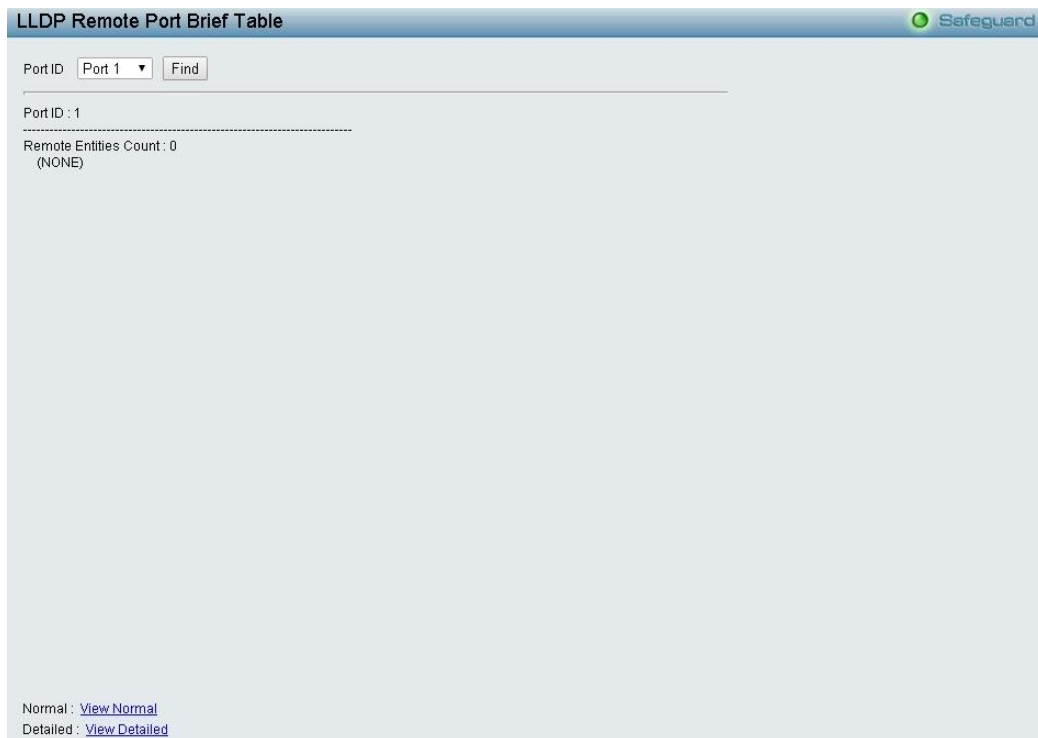 LLDP Remote Port Brief Table
Safeguard
Port ID Port 1 Find
Port ID : 1
--------------------------------------------------------------------------
Remote Entities Count : 0
(NONE)
Normal : View Normal
Detailed : View Detailed